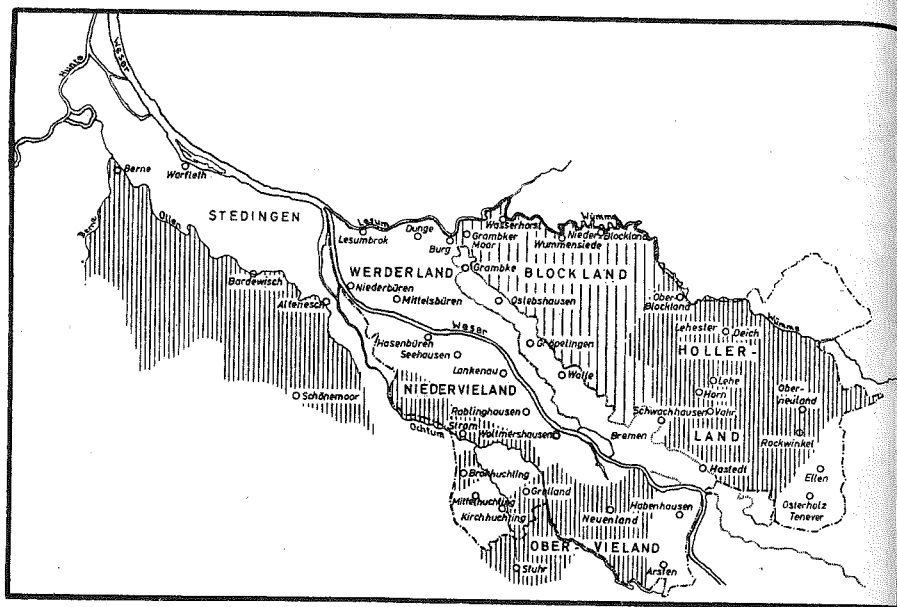 Hunte
Weser
Berne
Warfleth
STEDINGEN
Ollen
Berne
Lesum
Lesumbrok
Dunge
Burg
Wasserhorst
Grambker
Moor
Wümme
Nieder-Blockland
Wummensiede
Grambke
BLOCKLAND
WERDERLAND
Bardewisch
Altenesch
Niederbüren
Mittelsbüren
Oslebshausen
Ober-
Blockland
Wümme
Lehester Deich
Weser
Hasenbüren
Seehausen
Gröpelingen
HOLLER-
Lankenau
Walle
Lehe
Horn
Ober-
neuland
NIEDERVIELAND
Schönemoor
Rablinghausen
Schwachhausen
Vahr
Ochtum
Strom
Woltmershausen
Bremen
LAND
Rockwinkel
Hastedt
Ellen
Brokhuchting
Mittelhuchting
Grolland
Kirchhuchting
Neuenland
Habenhausen
Osterholz
Tenever
OBER-VIELAND
Stuhr
Arsten